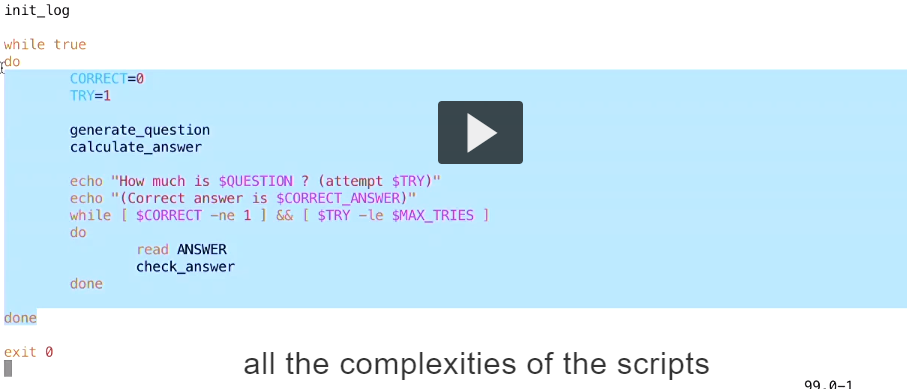 init_log
while true
do
CORRECT=0
TRY=1
generate_question
calculate_answer
echo "How much is $QUESTION ? (attempt $TRY)"
echo "(Correct answer is $CORRECT_ANSWER)"
while [ $CORRECT -ne 1 ] && [ $TRY -le $MAX_TRIES ]
do
read ANSWER
check_answer
done
done
exit 0
all the complexities of the scripts
99,0-1